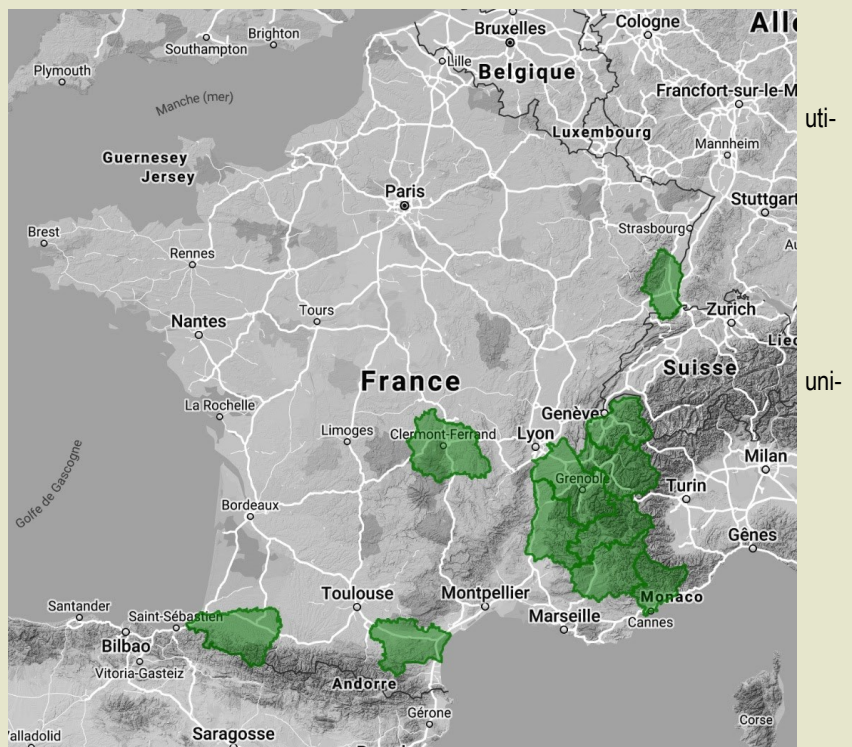 Bruxelles
Cologne
Alle
Brighton
Southampton
Lille
Belgique
Plymouth
Francfort-sur-le-M
Manche (mer)
uti-
Luxembourg
Mannheim
Guernesey
Jersey
Paris
Stuttgart
Strasbourg
Brest
Au
Rennes
Tours
Zurich
Nantes
Liec
Suisse
France
uni-
La Rochelle
Genève
Limoges
Clermont-Ferrand
Lyon
Milan
Grenoble
Turin
Golfe de Gascogne
Bordeaux
Gênes
Santander
Toulouse
Montpellier
Monaco
Saint-Sébastien
Marseille
Cannes
Bilbao
Vitoria-Gasteiz
Andorre
Gérone
Corse
'alladolid
Saragosse